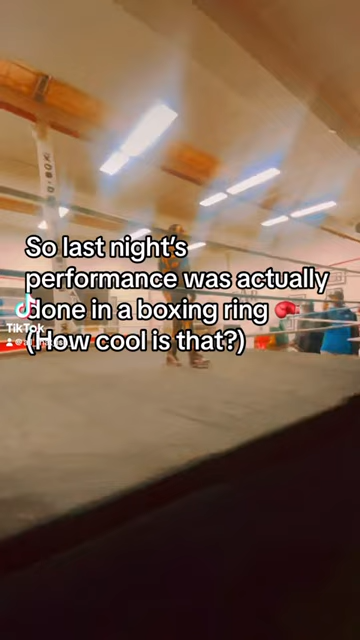 So last night's
performance was actually
done in a boxing ring 🥊
(How cool is that?)
TikTok